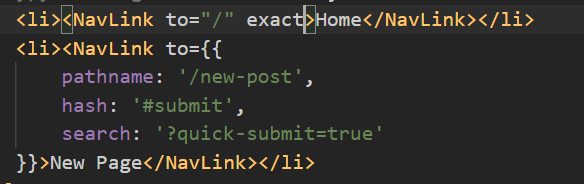 <li><NavLink to="/" exact>Home</NavLink></li>
<li><NavLink to={{
pathname: '/new-post',
hash: '#submit',
search: '?quick-submit=true'
}}>New Page</NavLink></li>